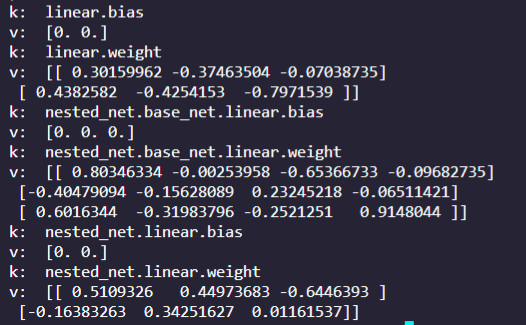 k:  linear.bias
v:  [0. 0.]
k:  linear.weight
v:  [[ 0.30159962 -0.37463504 -0.07038735]
 [ 0.4382582  -0.4254153  -0.7971539 ]]
k:  nested_net.base_net.linear.bias
v:  [0. 0. 0.]
k:  nested_net.base_net.linear.weight
v:  [[ 0.80346334 -0.00253958 -0.65366733 -0.09682735]
 [-0.40479094 -0.15628089  0.23245218 -0.06511421]
 [ 0.6016344  -0.31983796 -0.2521251   0.9148044 ]]
k:  nested_net.linear.bias
v:  [0. 0.]
k:  nested_net.linear.weight
v:  [[ 0.5109326   0.44973683 -0.6446393 ]
 [-0.16383263  0.34251627  0.01161537]]